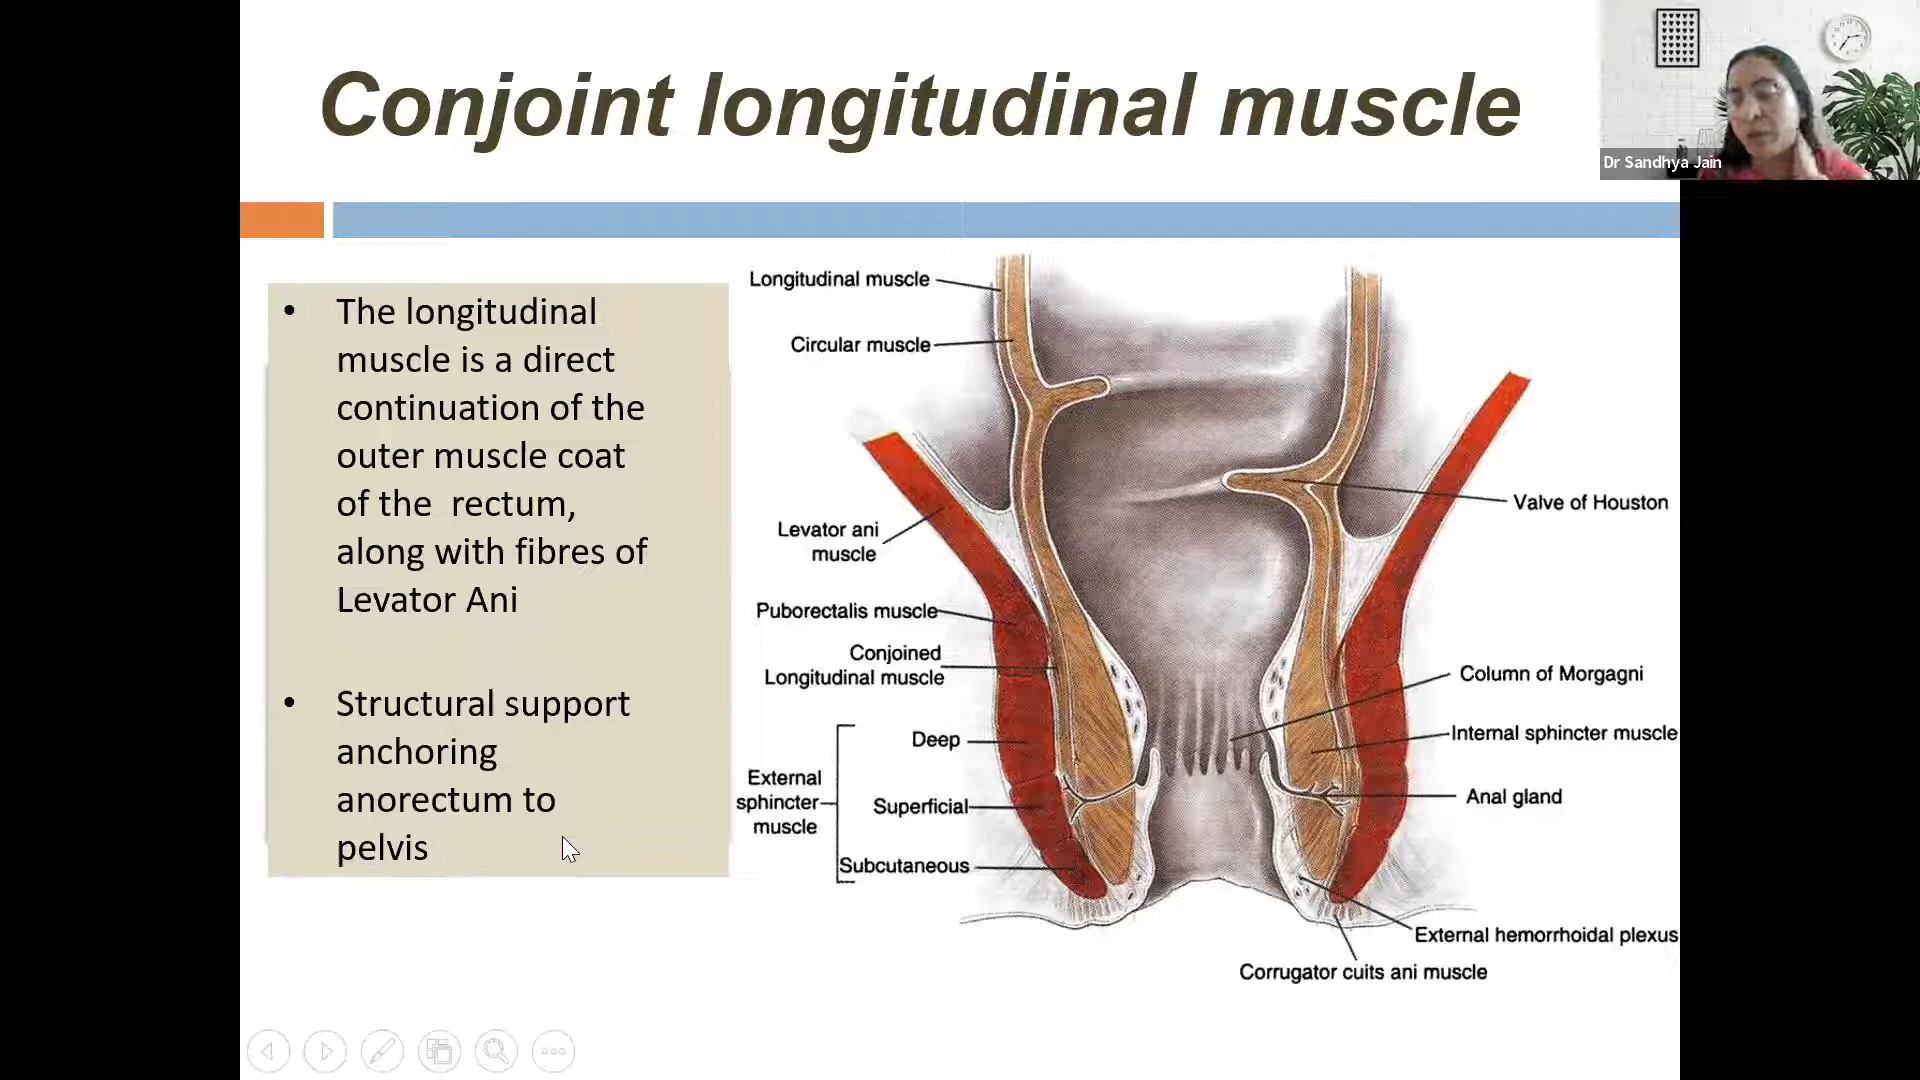 Conjoint longitudinal muscle
Dr Sandhya Jain
• The longitudinal
muscle is a direct
continuation of the
outer muscle coat
of the rectum,
along with fibres of
Levator Ani
• Structural support
anchoring
anorectum to
pelvis
Longitudinal muscle
Circular muscle
Levator ani
muscle
Puborectalis muscle
Conjoined
Longitudinal muscle
Deep
External
sphincter
muscle
Superficial
Subcutaneous
Valve of Houston
Column of Morgagni
Internal sphincter muscle
Anal gland
External hemorrhoidal plexus
Corrugator cuits ani muscle